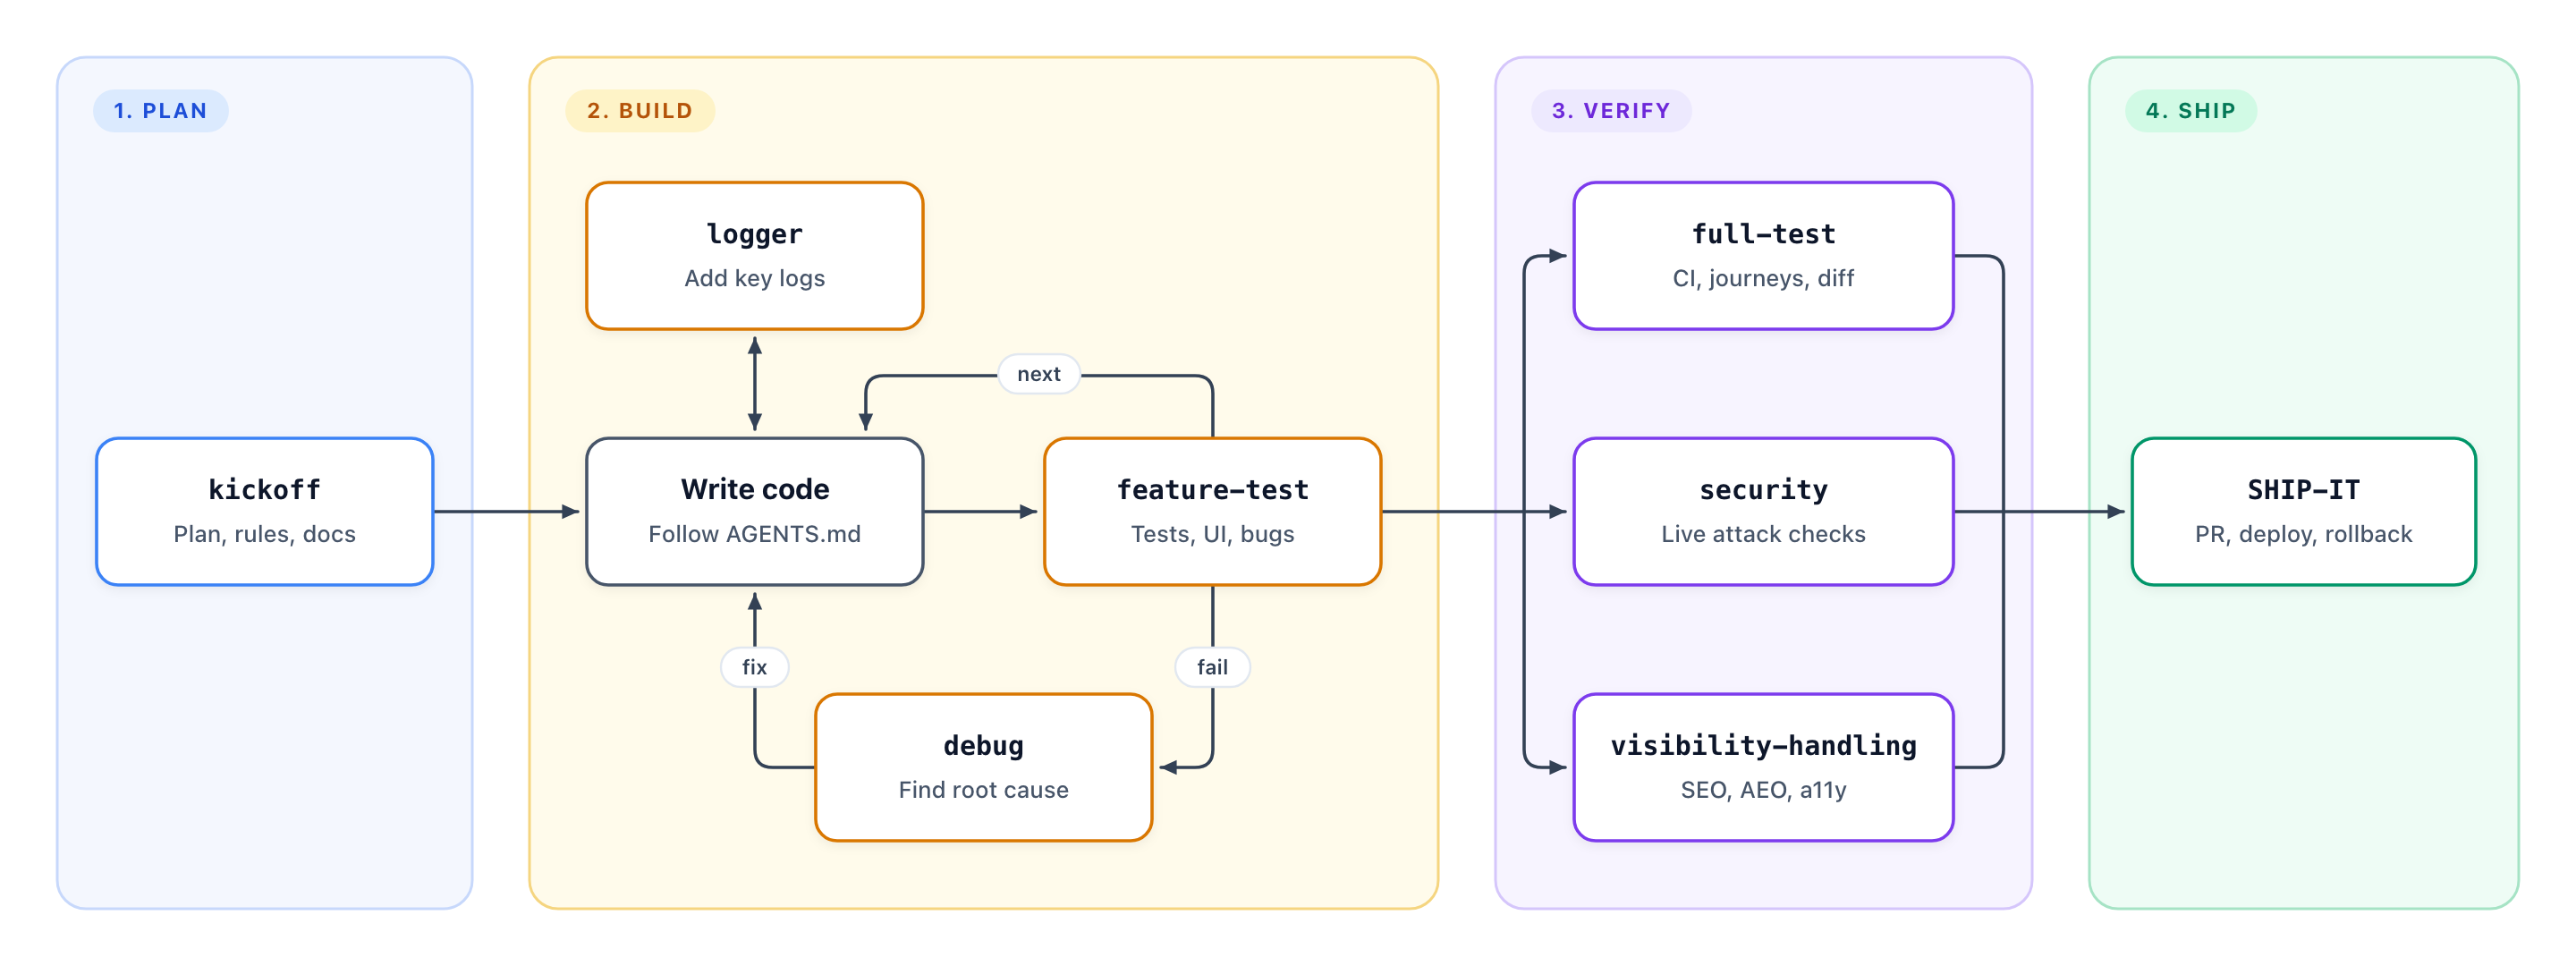 1. PLAN
kickoff
Plan, rules, docs
2. BUILD
logger
Add key logs
next
Write code
Follow AGENTS.md
feature-test
Tests, UI, bugs
fix
fail
debug
Find root cause
3. VERIFY
full-test
CI, journeys, diff
security
Live attack checks
visibility-handling
SEO, AEO, a11y
4. SHIP
SHIP-IT
PR, deploy, rollback